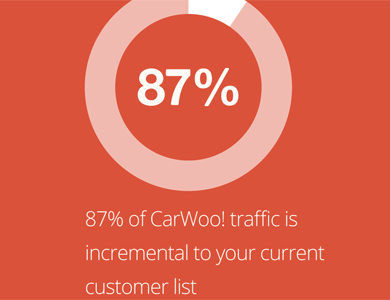 87%
87% of CarWoo! traffic is
incremental to your current
customer list